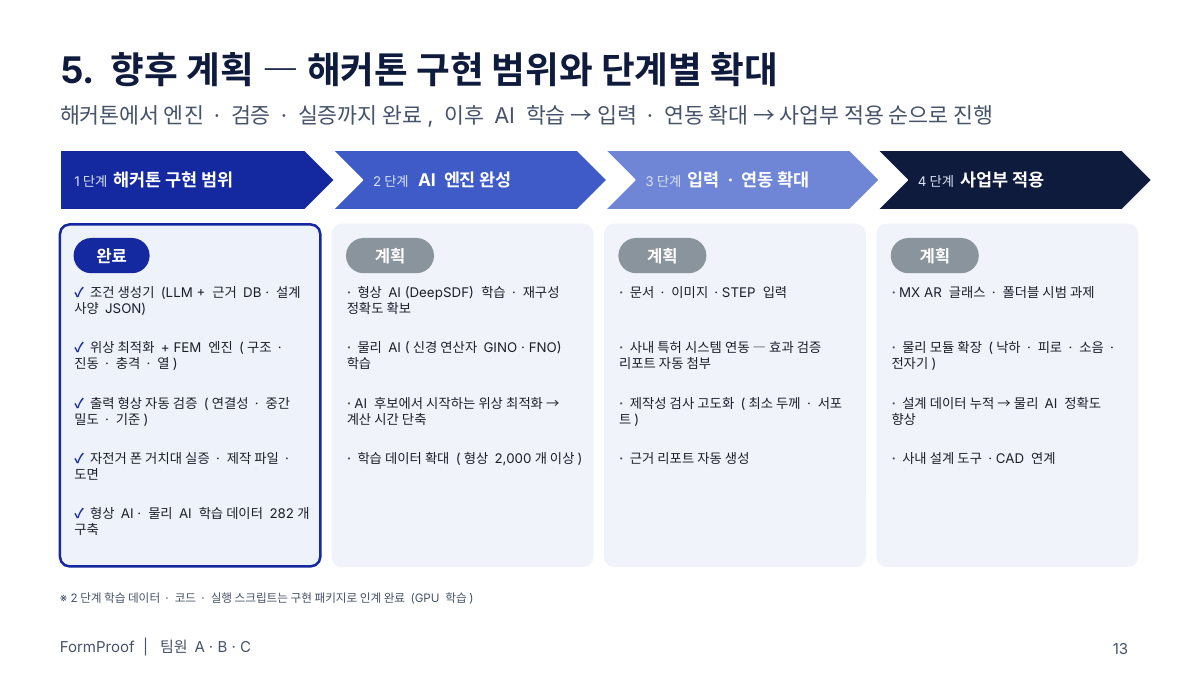 5. 향후 계획 — 해커톤 구현 범위와 단계별 확대
해커톤에서 엔진 · 검증 · 실증까지 완료 , 이후 AI 학습 → 입력 · 연동 확대 → 사업부 적용 순으로 진행
1 단계 해커톤 구현 범위
2 단계 AI 엔진 완성
3 단계 입력 · 연동 확대
4 단계 사업부 적용
완료
✓ 조건 생성기 (LLM + 근거 DB · 설계
사양 JSON)
✓ 위상 최적화 + FEM 엔진 ( 구조 ·
진동 · 충격 · 열 )
✓ 출력 형상 자동 검증 ( 연결성 · 중간
밀도 · 기준 )
✓ 자전거 폰 거치대 실증 · 제작 파일 ·
도면
✓ 형상 AI · 물리 AI 학습 데이터 282 개
구축
계획
· 형상 AI (DeepSDF) 학습 · 재구성
정확도 확보
· 물리 AI ( 신경 연산자 GINO · FNO)
학습
· AI 후보에서 시작하는 위상 최적화 →
계산 시간 단축
· 학습 데이터 확대 ( 형상 2,000 개 이상 )
계획
· 문서 · 이미지 · STEP 입력
· 사내 특허 시스템 연동 — 효과 검증
리포트 자동 첨부
· 제작성 검사 고도화 ( 최소 두께 · 서포
트 )
· 근거 리포트 자동 생성
계획
· MX AR 글래스 · 폴더블 시범 과제
· 물리 모듈 확장 ( 낙하 · 피로 · 소음 ·
전자기 )
· 설계 데이터 누적 → 물리 AI 정확도
향상
· 사내 설계 도구 · CAD 연계
※ 2 단계 학습 데이터 · 코드 · 실행 스크립트는 구현 패키지로 인계 완료 (GPU 학습 )
FormProof | 팀원 A · B · C
13